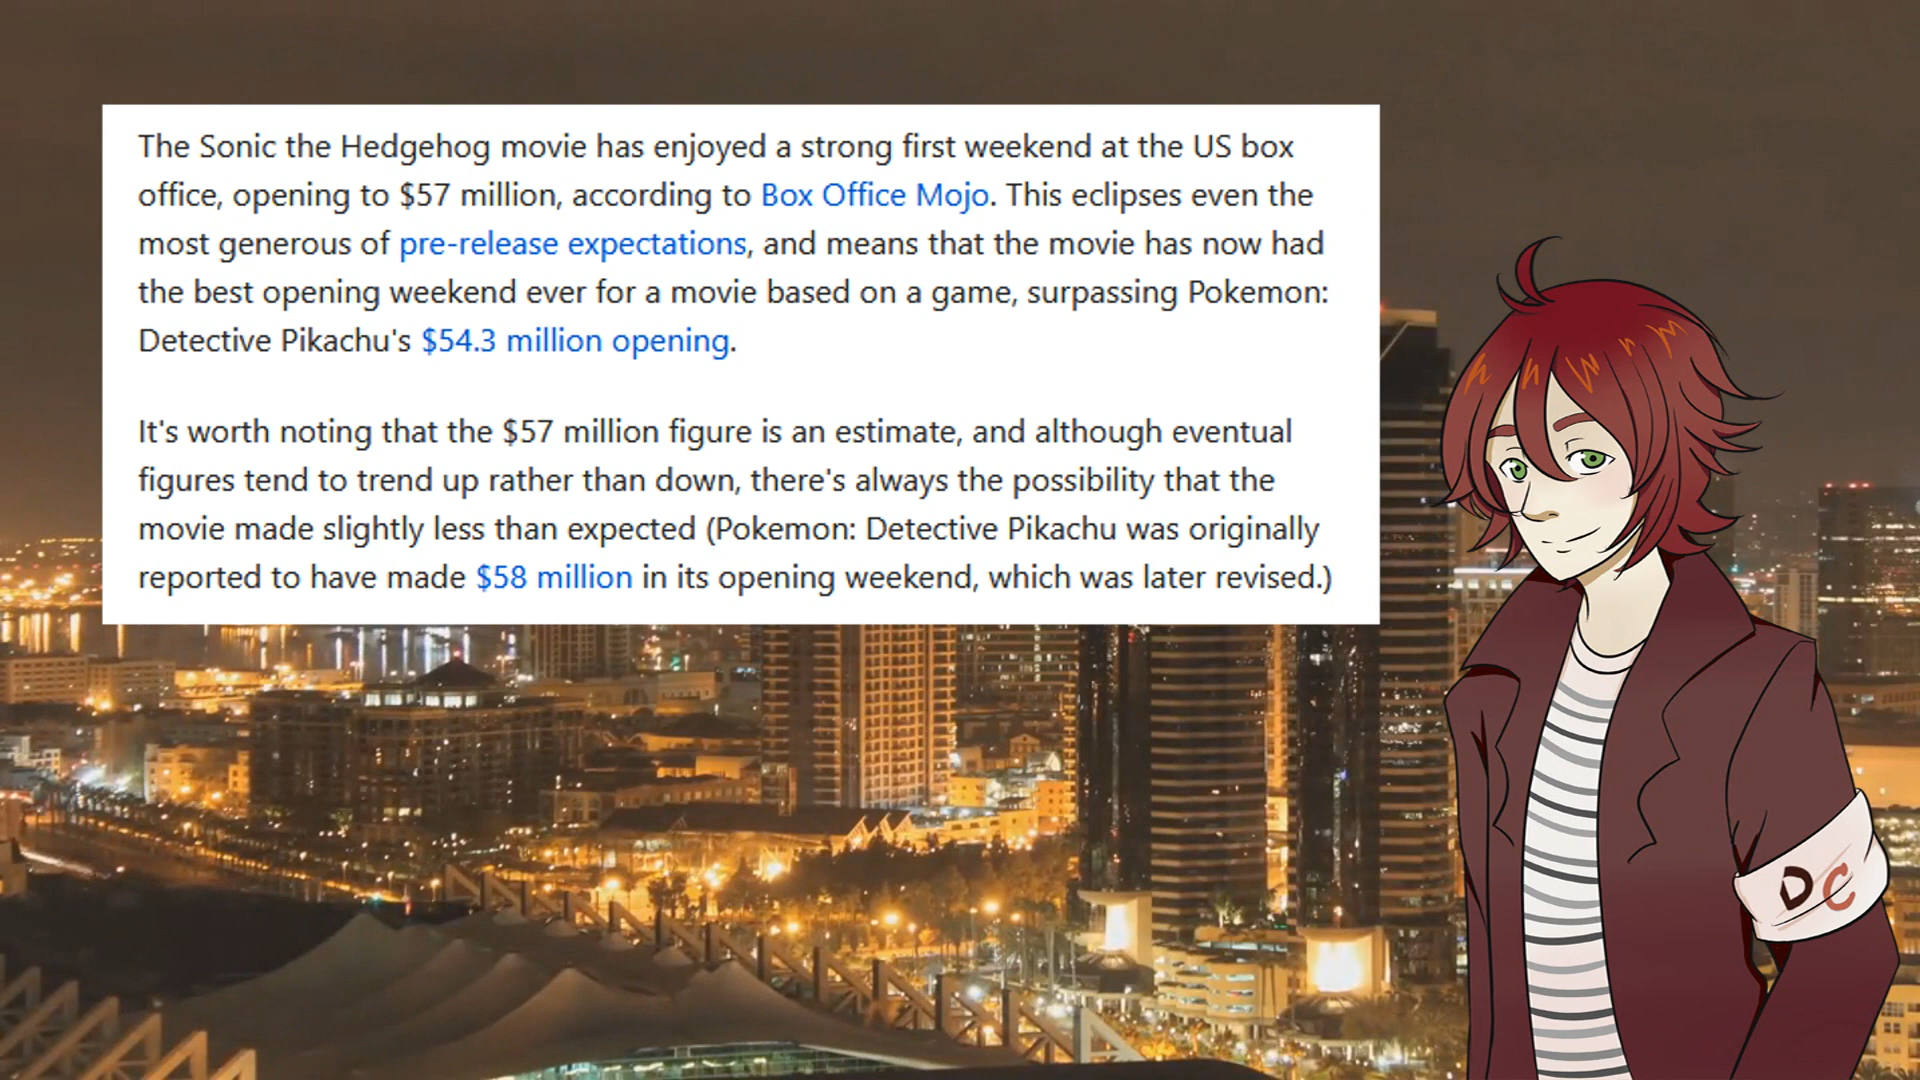 The Sonic the Hedgehog movie has enjoyed a strong first weekend at the US box
office, opening to $57 million, according to Box Office Mojo. This eclipses even the
most generous of pre-release expectations, and means that the movie has now had
the best opening weekend ever for a movie based on a game, surpassing Pokemon:
Detective Pikachu's $54.3 million opening.
It's worth noting that the $57 million figure is an estimate, and although eventual
figures tend to trend up rather than down, there's always the possibility that the
movie made slightly less than expected (Pokemon: Detective Pikachu was originally
reported to have made $58 million in its opening weekend, which was later revised.)
DC